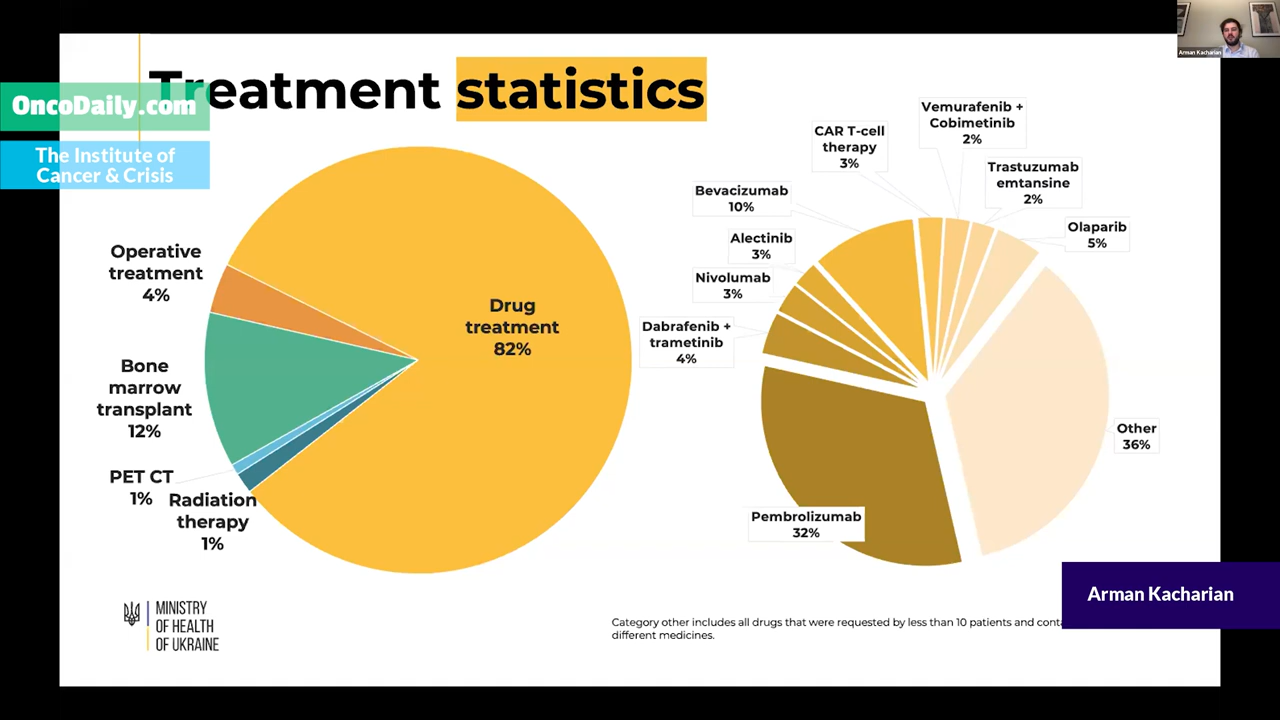 Treatment statistics
OncoDaily.com
The Institute of
Cancer & Crisis
Operative
treatment
4%
Bone
marrow
transplant
12%
PET CT
1%
Radiation
therapy
1%
Drug
treatment
82%
Vemurafenib +
Cobimetinib
2%
CAR T-cell
therapy
3%
Trastuzumab
emtansine
2%
Bevacizumab
10%
Olaparib
5%
Alectinib
3%
Nivolumab
3%
Dabrafenib +
trametinib
4%
Other
36%
Pembrolizumab
32%
MINISTRY
OF HEALTH
OF UKRAINE
Category other includes all drugs that were requested by less than 10 patients and
different medicines.
Arman Kacharian
Arman Kacharian